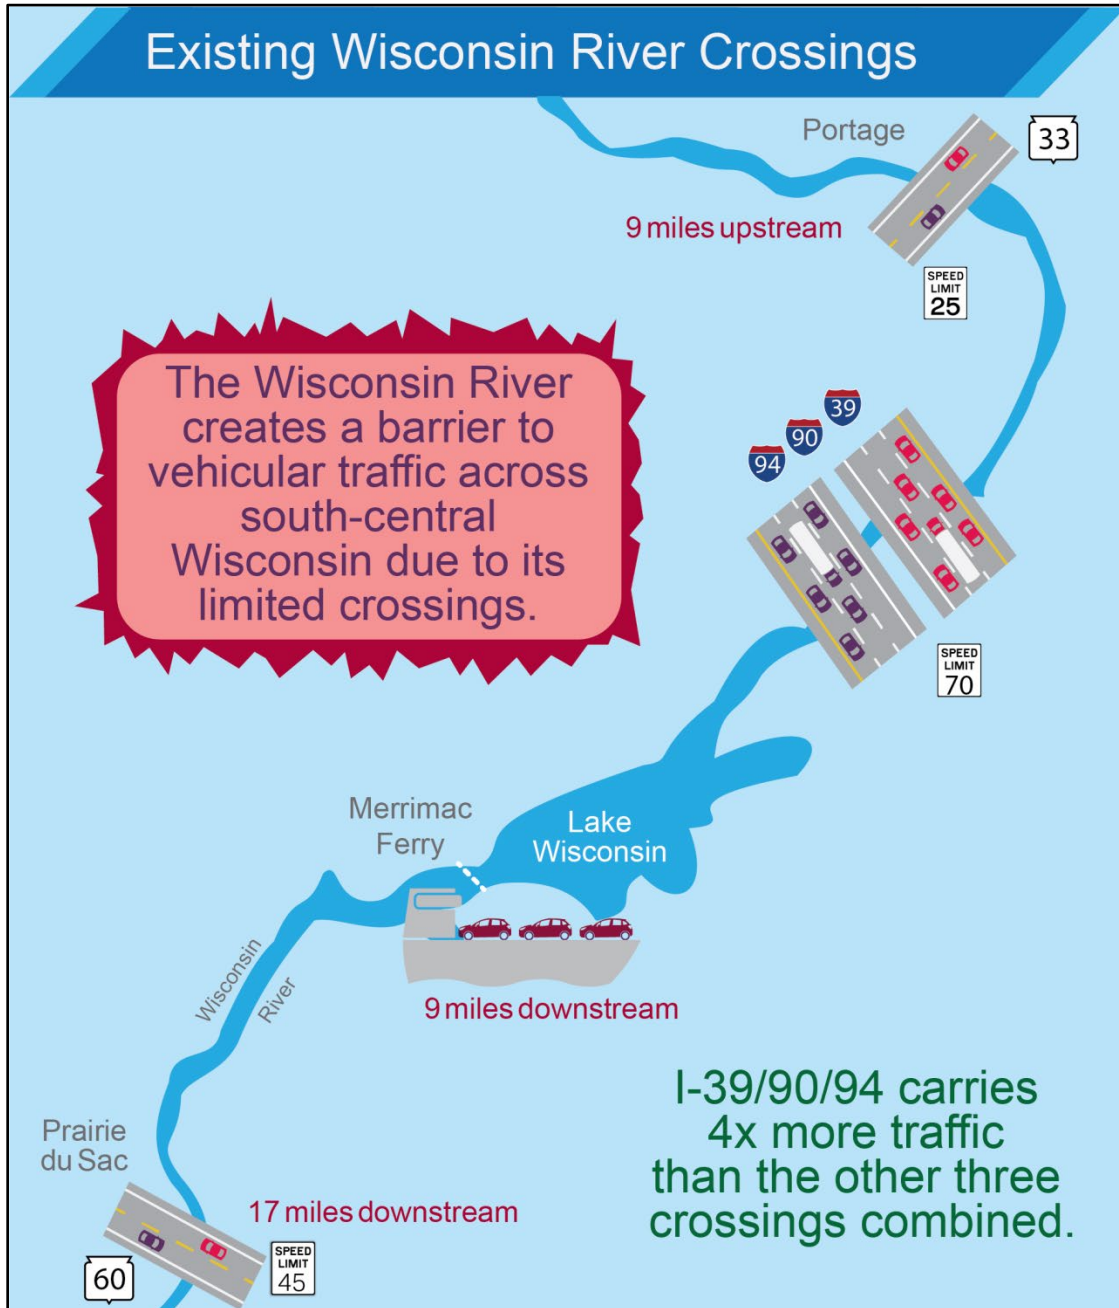 Existing Wisconsin River Crossings
Portage
33
9 miles upstream
SPEED
LIMIT
25
The Wisconsin River
creates a barrier to
vehicular traffic across
south-central
Wisconsin due to its
limited crossings.
39
90
94
SPEED
LIMIT
70
Merrimac
Ferry
Lake
Wisconsin
9 miles downstream
Wisconsin
River
I-39/90/94 carries
4x more traffic
than the other three
crossings combined.
Prairie
du Sac
17 miles downstream
60
SPEED
LIMIT
45